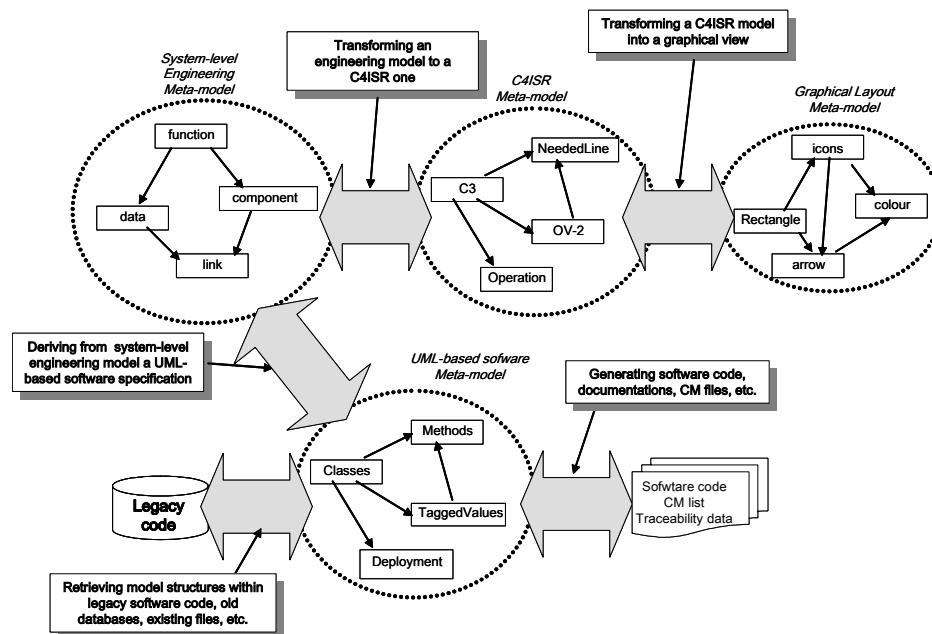 Transforming an
engineering model to a
C4ISR one
Transforming a C4ISR model
into a graphical view
System-level
Engineering
Meta-model
C4ISR
Meta-model
Graphical Layout
Meta-model
function
data
component
link
NeededLine
C3
OV-2
Operation
icons
Rectangle
colour
arrow
Deriving from system-level
engineering model a UML-
based software specification
UML-based sofware
Meta-model
Generating software code,
documentations, CM files, etc.
Methods
Classes
TaggedValues
Deployment
Legacy
code
Sofwtare code
CM list
Traceability data
Retrieving model structures within
legacy software code, old
databases, existing files, etc.